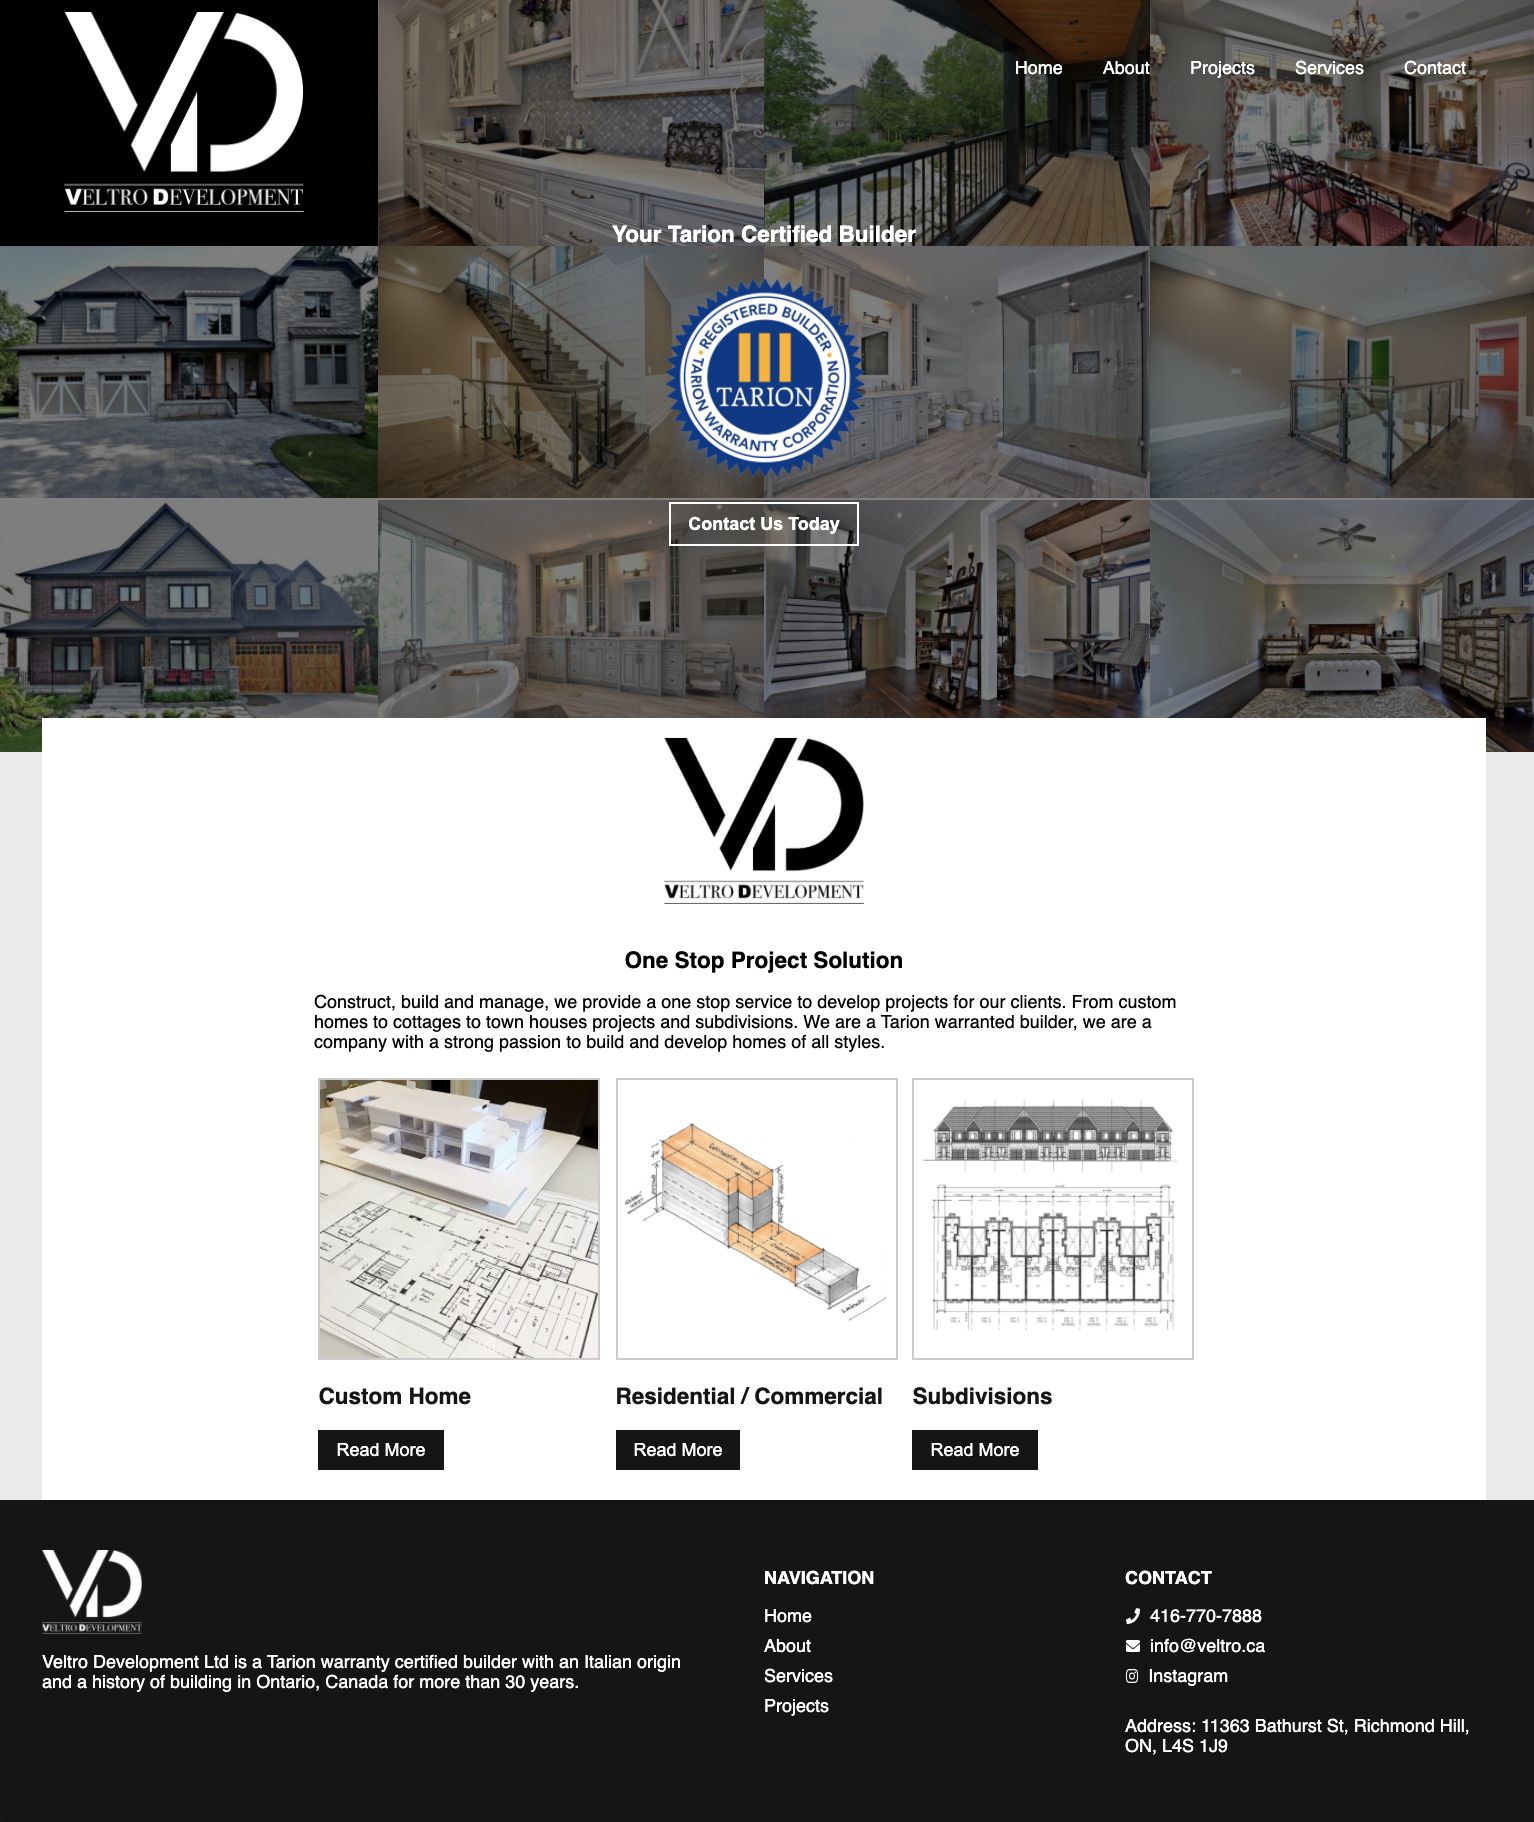 VD
VELTRO DEVELOPMENT
Home About Projects Services Contact
Your Tarion Certified Builder
REGISTERED BUILDER
TARION
TARION WARRANTY CORPORATION
Contact Us Today
VD
VELTRO DEVELOPMENT
One Stop Project Solution
Construct, build and manage, we provide a one stop service to develop projects for our clients. From custom
homes to cottages to town houses projects and subdivisions. We are a Tarion warranted builder, we are a
company with a strong passion to build and develop homes of all styles.
Custom Home
Read More
Residential / Commercial
Read More
Subdivisions
Read More
VD
VELTRO DEVELOPMENT
Veltro Development Ltd is a Tarion warranty certified builder with an Italian origin
and a history of building in Ontario, Canada for more than 30 years.
NAVIGATION
Home
About
Services
Projects
CONTACT
416-770-7888
info@veltro.ca
Instagram
Address: 11363 Bathurst St, Richmond Hill,
ON, L4S 1J9